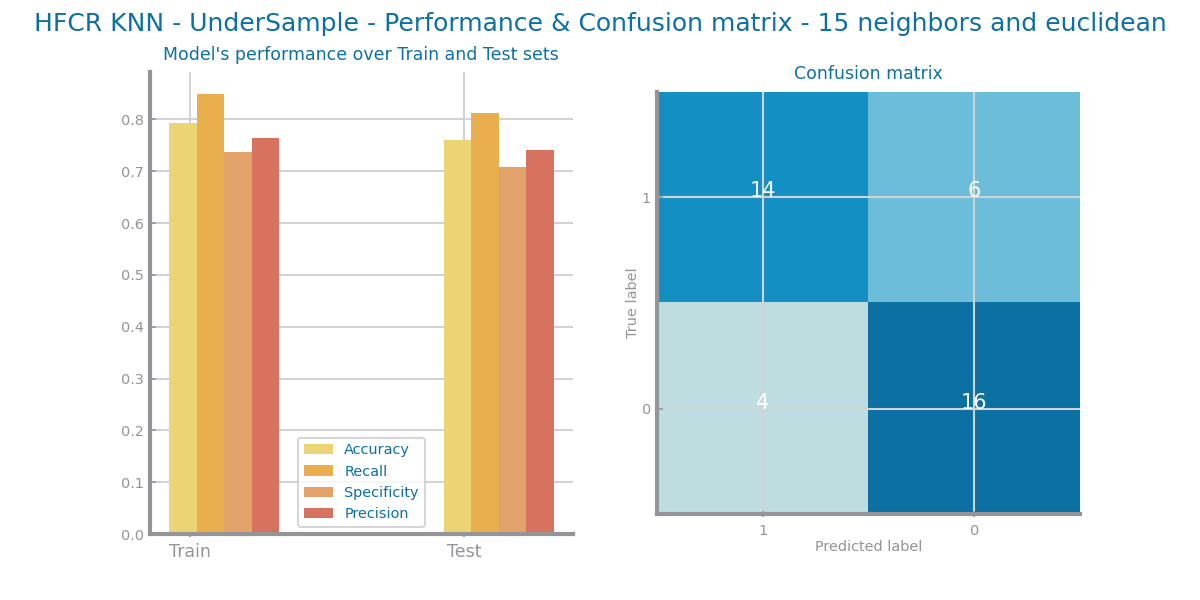 HFCR KNN - UnderSample - Performance & Confusion matrix - 15 neighbors and euclidean
Model's performance over Train and Test sets
0.8
0.7
0.6
0.5
0.4
0.3
0.2
0.1
0.0
Train
Test
Accuracy
Recall
Specificity
Precision
Confusion matrix
True label
1
0
14
6
4
16
1
0
Predicted label